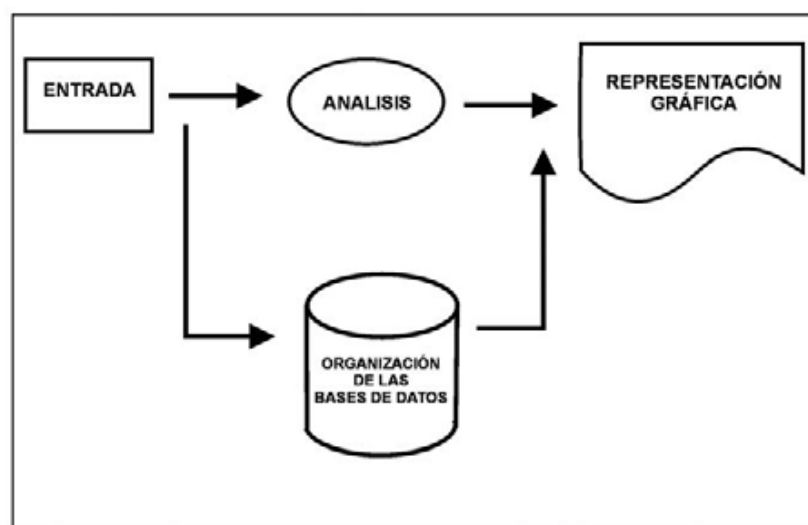 ENTRADA
ANALISIS
REPRESENTACIÓN
GRÁFICA
ORGANIZACIÓN
DE LAS
BASES DE DATOS